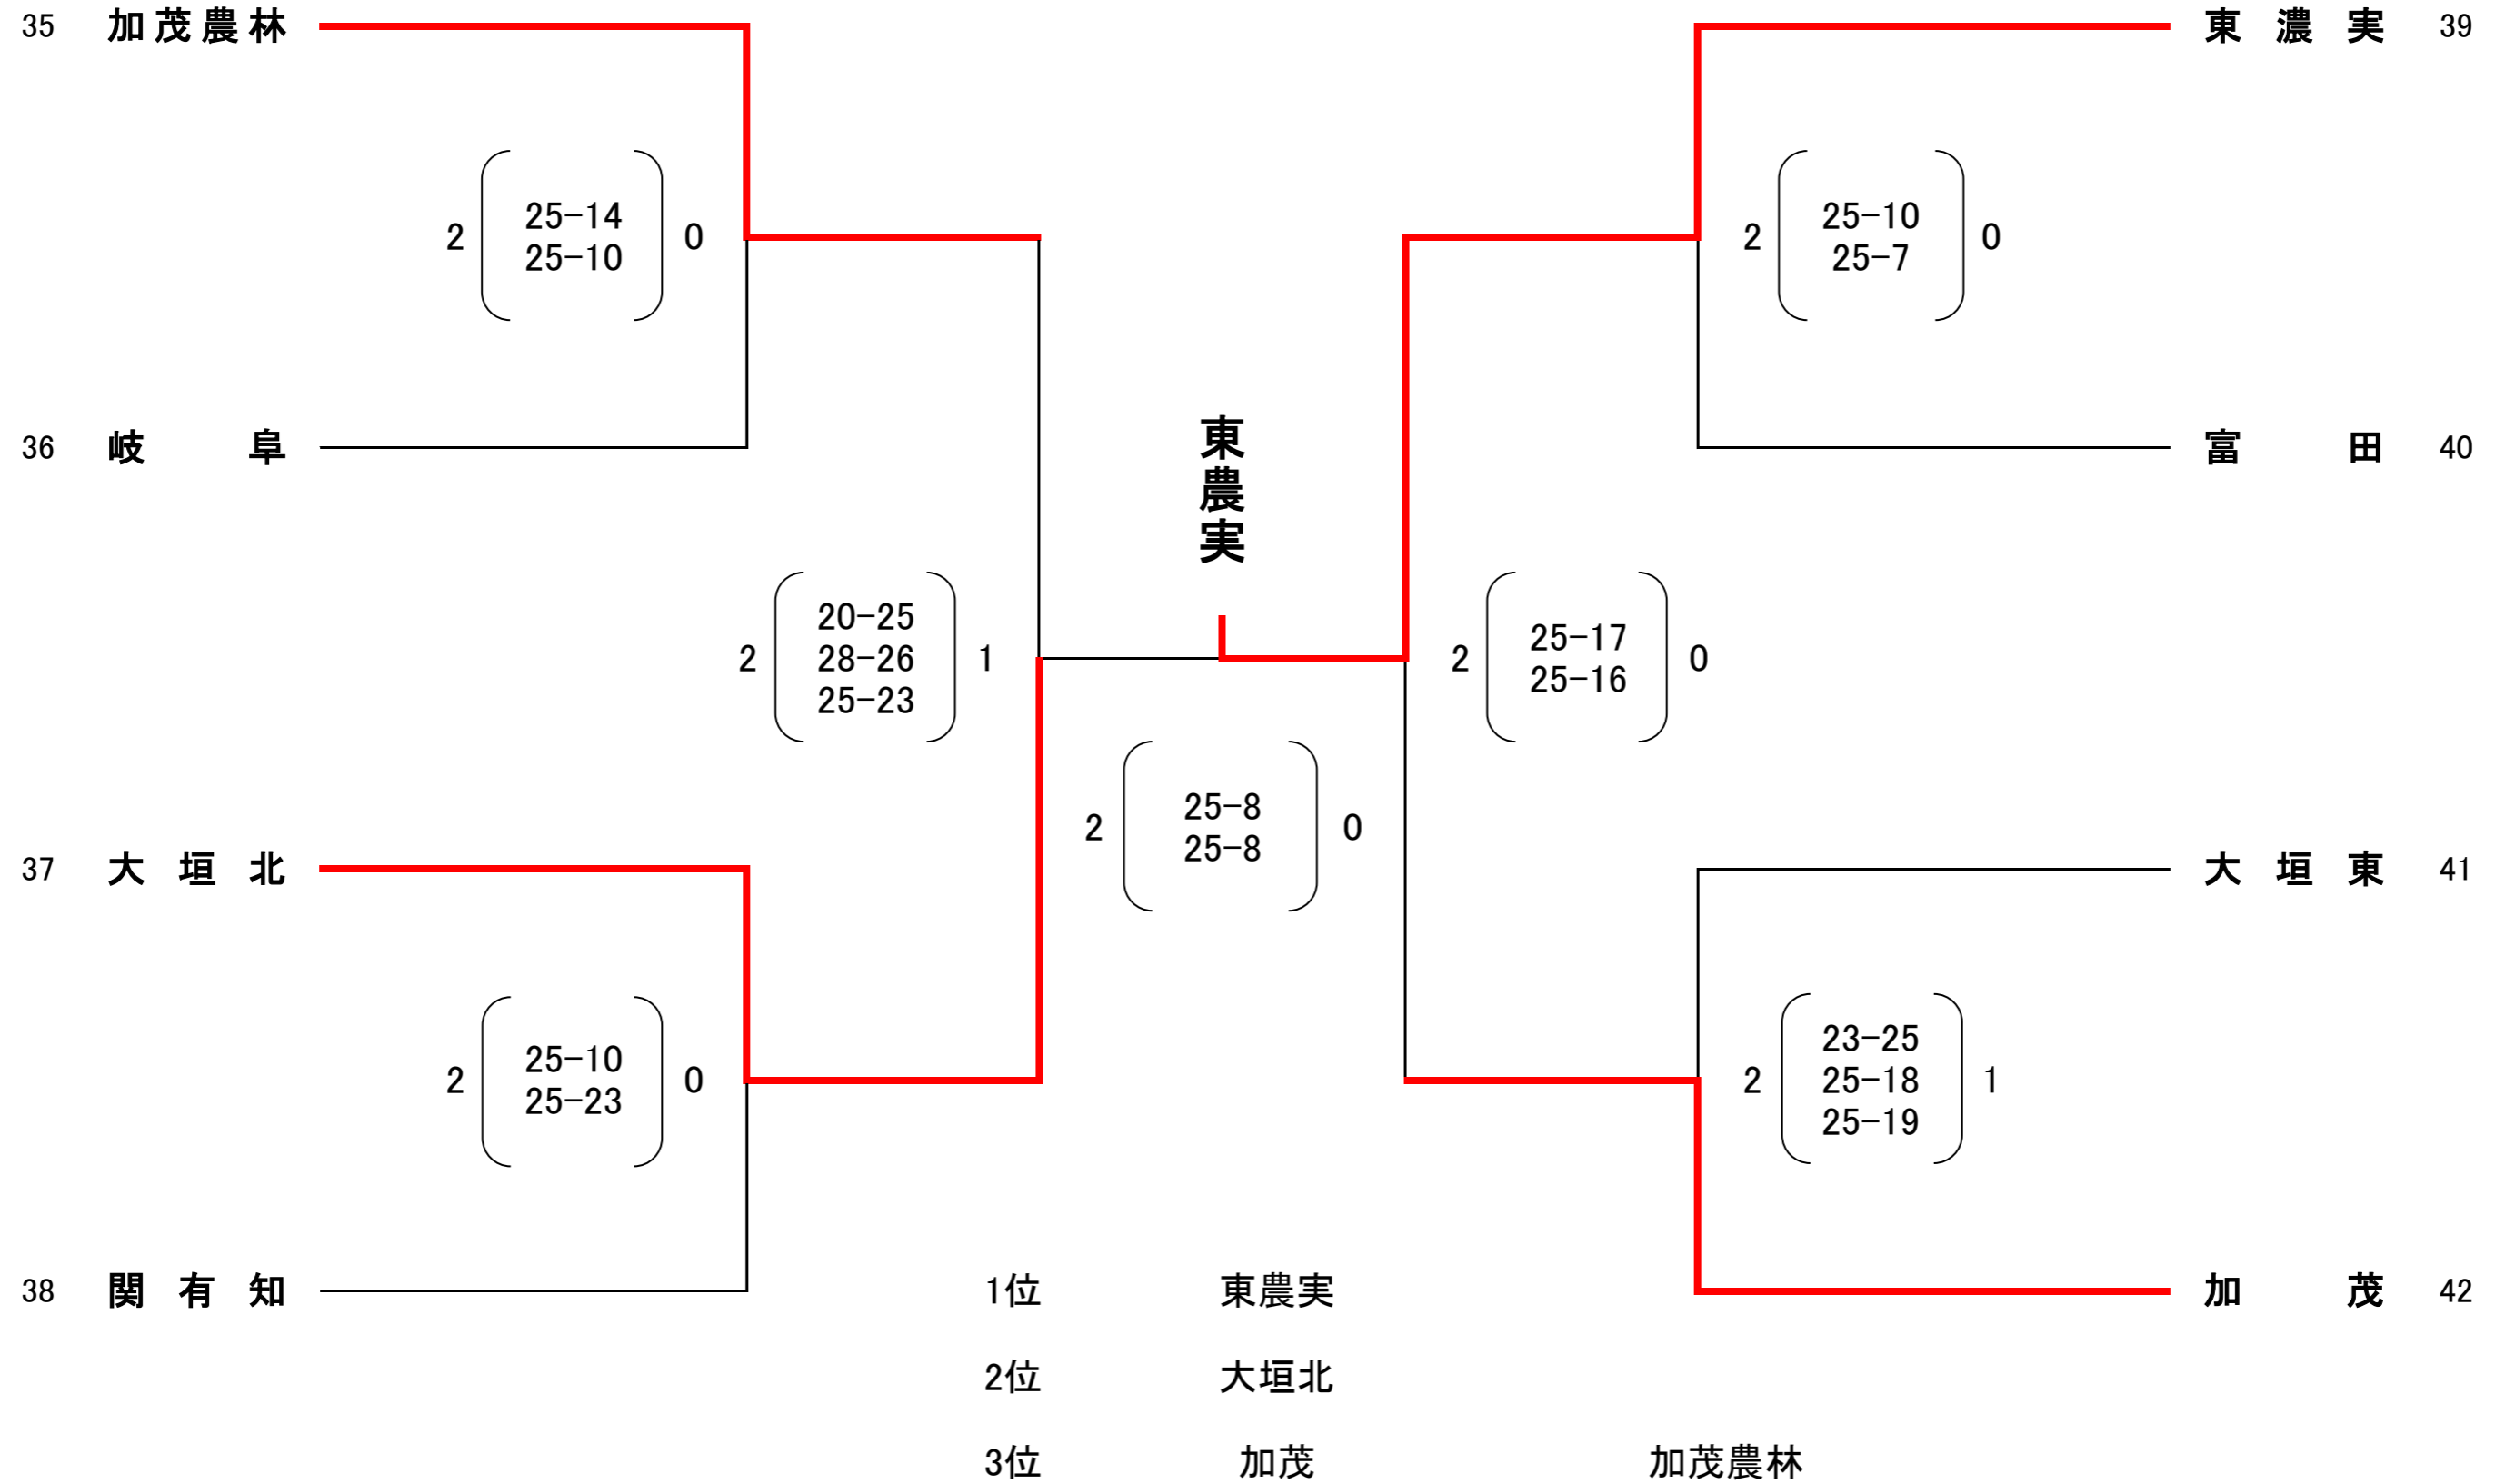 35 加茂農林
東濃実 39
2 25-14 0
25-10
2 25-10 0
25-7
36 岐阜
富田 40
東農実
2 20-25 1
28-26
25-23
2 25-17 0
25-16
2 25-8 0
25-8
37 大垣北
大垣東 41
2 25-10 0
25-23
2 23-25 1
25-18
25-19
38 関有知
加茂 42
1位 東農実
2位 大垣北
3位 加茂 加茂農林